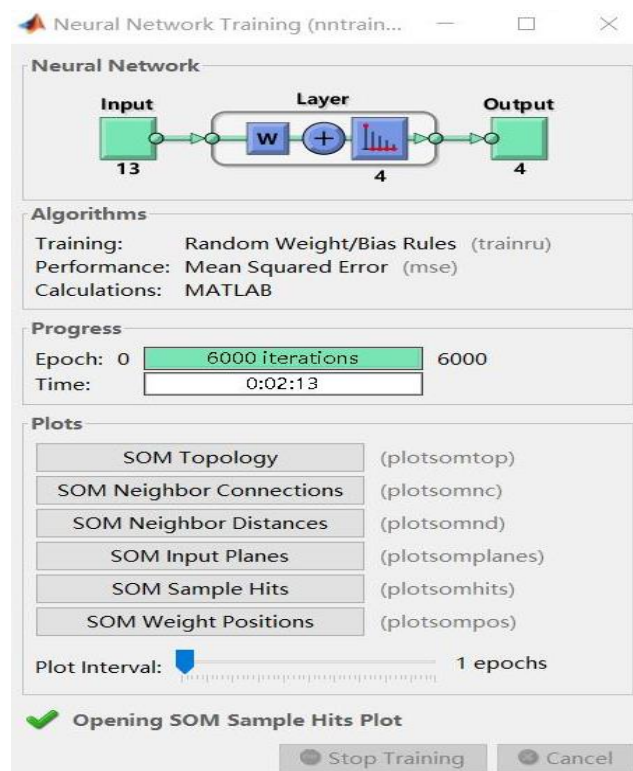 Neural Network Training (nntrain...
Neural Network
Input
Layer
Output
W
13
4
4
Algorithms
Training: Random Weight/Bias Rules (trainru)
Performance: Mean Squared Error (mse)
Calculations: MATLAB
Progress
Epoch: 0 6000 iterations 6000
Time: 0:02:13
Plots
SOM Topology (plotsomtop)
SOM Neighbor Connections (plotsomnc)
SOM Neighbor Distances (plotsomnd)
SOM Input Planes (plotsomplanes)
SOM Sample Hits (plotsomhits)
SOM Weight Positions (plotsompos)
Plot Interval: 1 epochs
Opening SOM Sample Hits Plot
Stop Training Cancel